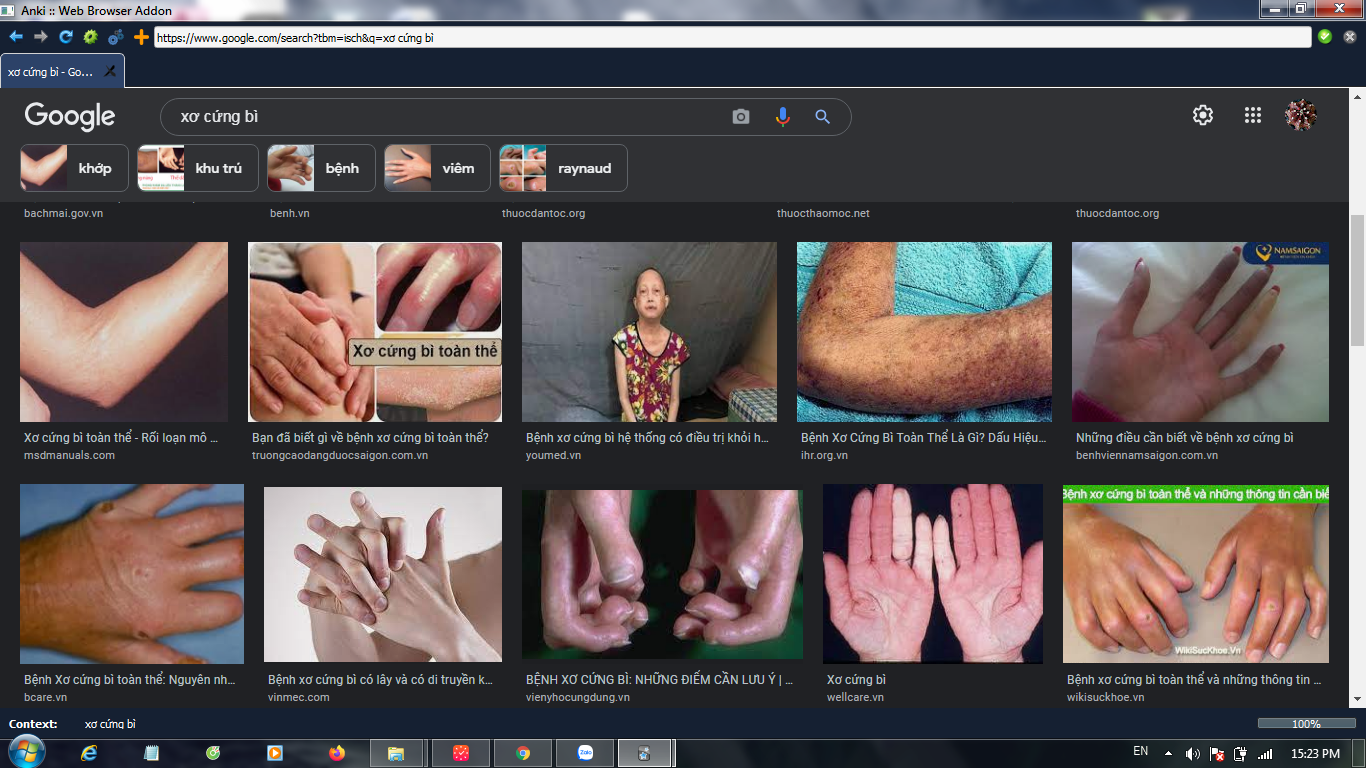 Anki :: Web Browser Addon
https://www.google.com/search?tbm=isch&q=xơ cứng bì
xơ cứng bì - Go...
Google
xơ cứng bì
khớp
khu trú
bệnh
viêm
raynaud
bachmai.gov.vn
benh.vn
thuocdantoc.org
thuocthaomoc.net
thuocdantoc.org
NAMSAIGON
Xơ cứng bì toàn thể
Xơ cứng bì toàn thể - Rối loạn mô ...
Bạn đã biết gì về bệnh xơ cứng bì toàn thể?
Bệnh xơ cứng bì hệ thống có điều trị khỏi h...
Bệnh Xơ Cứng Bì Toàn Thể Là Gì? Dấu Hiệu...
Những điều cần biết về bệnh xơ cứng bì
msdmanuals.com
truongcaodangduocsaigon.com.vn
youmed.vn
ihr.org.vn
benhviennamsaigon.com.vn
Bệnh xơ cứng bì toàn thể và những thông tin cần biế
WikiSucKhoe.Vn
Bệnh Xơ cứng bì toàn thể: Nguyên nh...
Bệnh xơ cứng bì có lây và có di truyền k...
BỆNH XƠ CỨNG BÌ: NHỮNG ĐIỂM CẦN LƯU Ý | ...
Xơ cứng bì
Bệnh xơ cứng bì toàn thể và những thông tin ...
bcare.vn
vinmec.com
vienyhocungdung.vn
wellcare.vn
wikisuckhoe.vn
Context:
xơ cứng bì
100%
Zalo
EN
15:23 PM